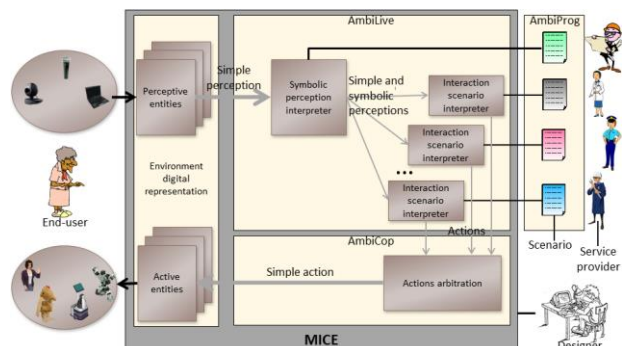 AmbiLive
AmbiProg
Simple
perception
Perceptive
entities
Symbolic
perception
interpreter
Simple and
symbolic
perceptions
Interaction
scenario
interpreter
Interaction
scenario
interpreter
...
Interaction
scenario
interpreter
Environment
digital
representation
End-user
AmbiCop
Actions
Scenario
Service
provider
Simple action
Active
entities
Actions arbitration
MICE
Designer